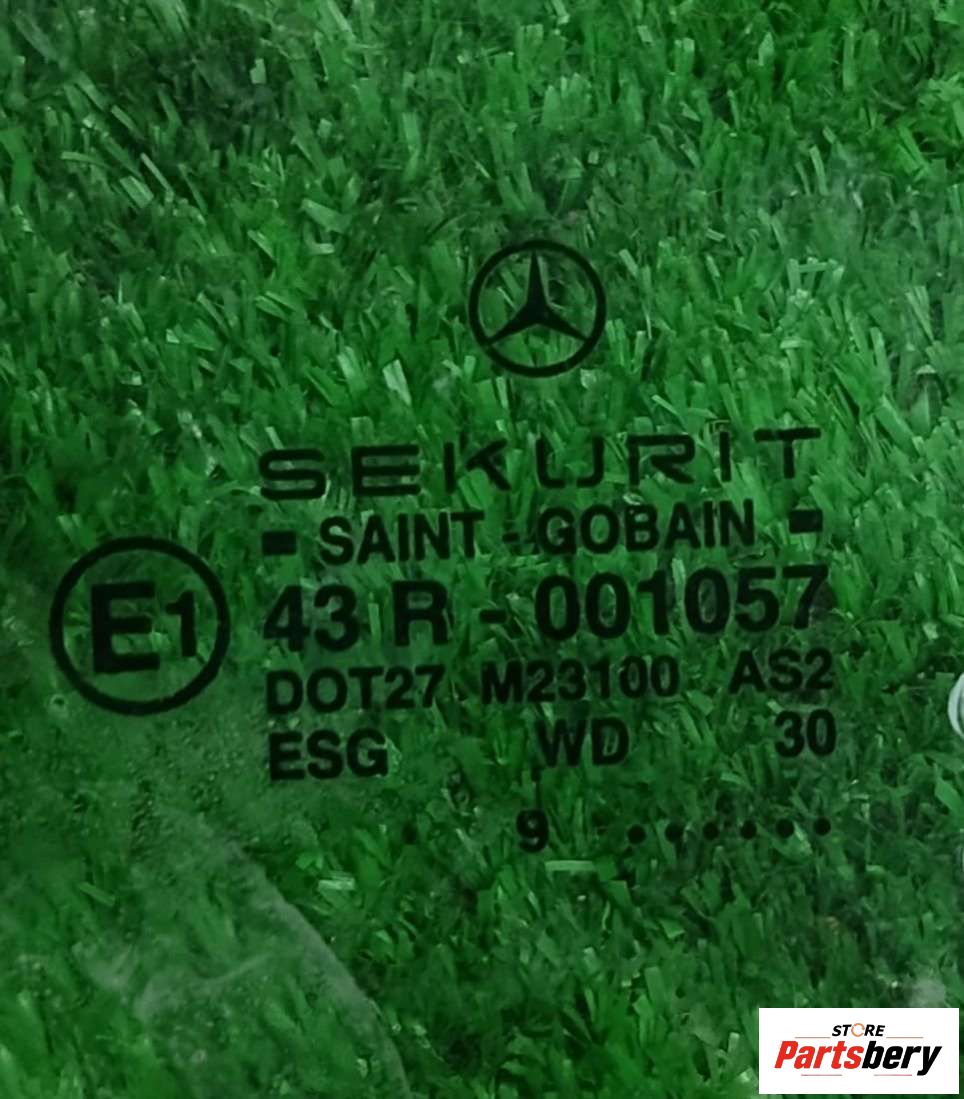 SEKURIT
- SAINT - GOBAIN -
E1
43 R - 001057
DOT27 M23100 AS2
ESG WD 30
9 ••••••
STORE
Partsbery